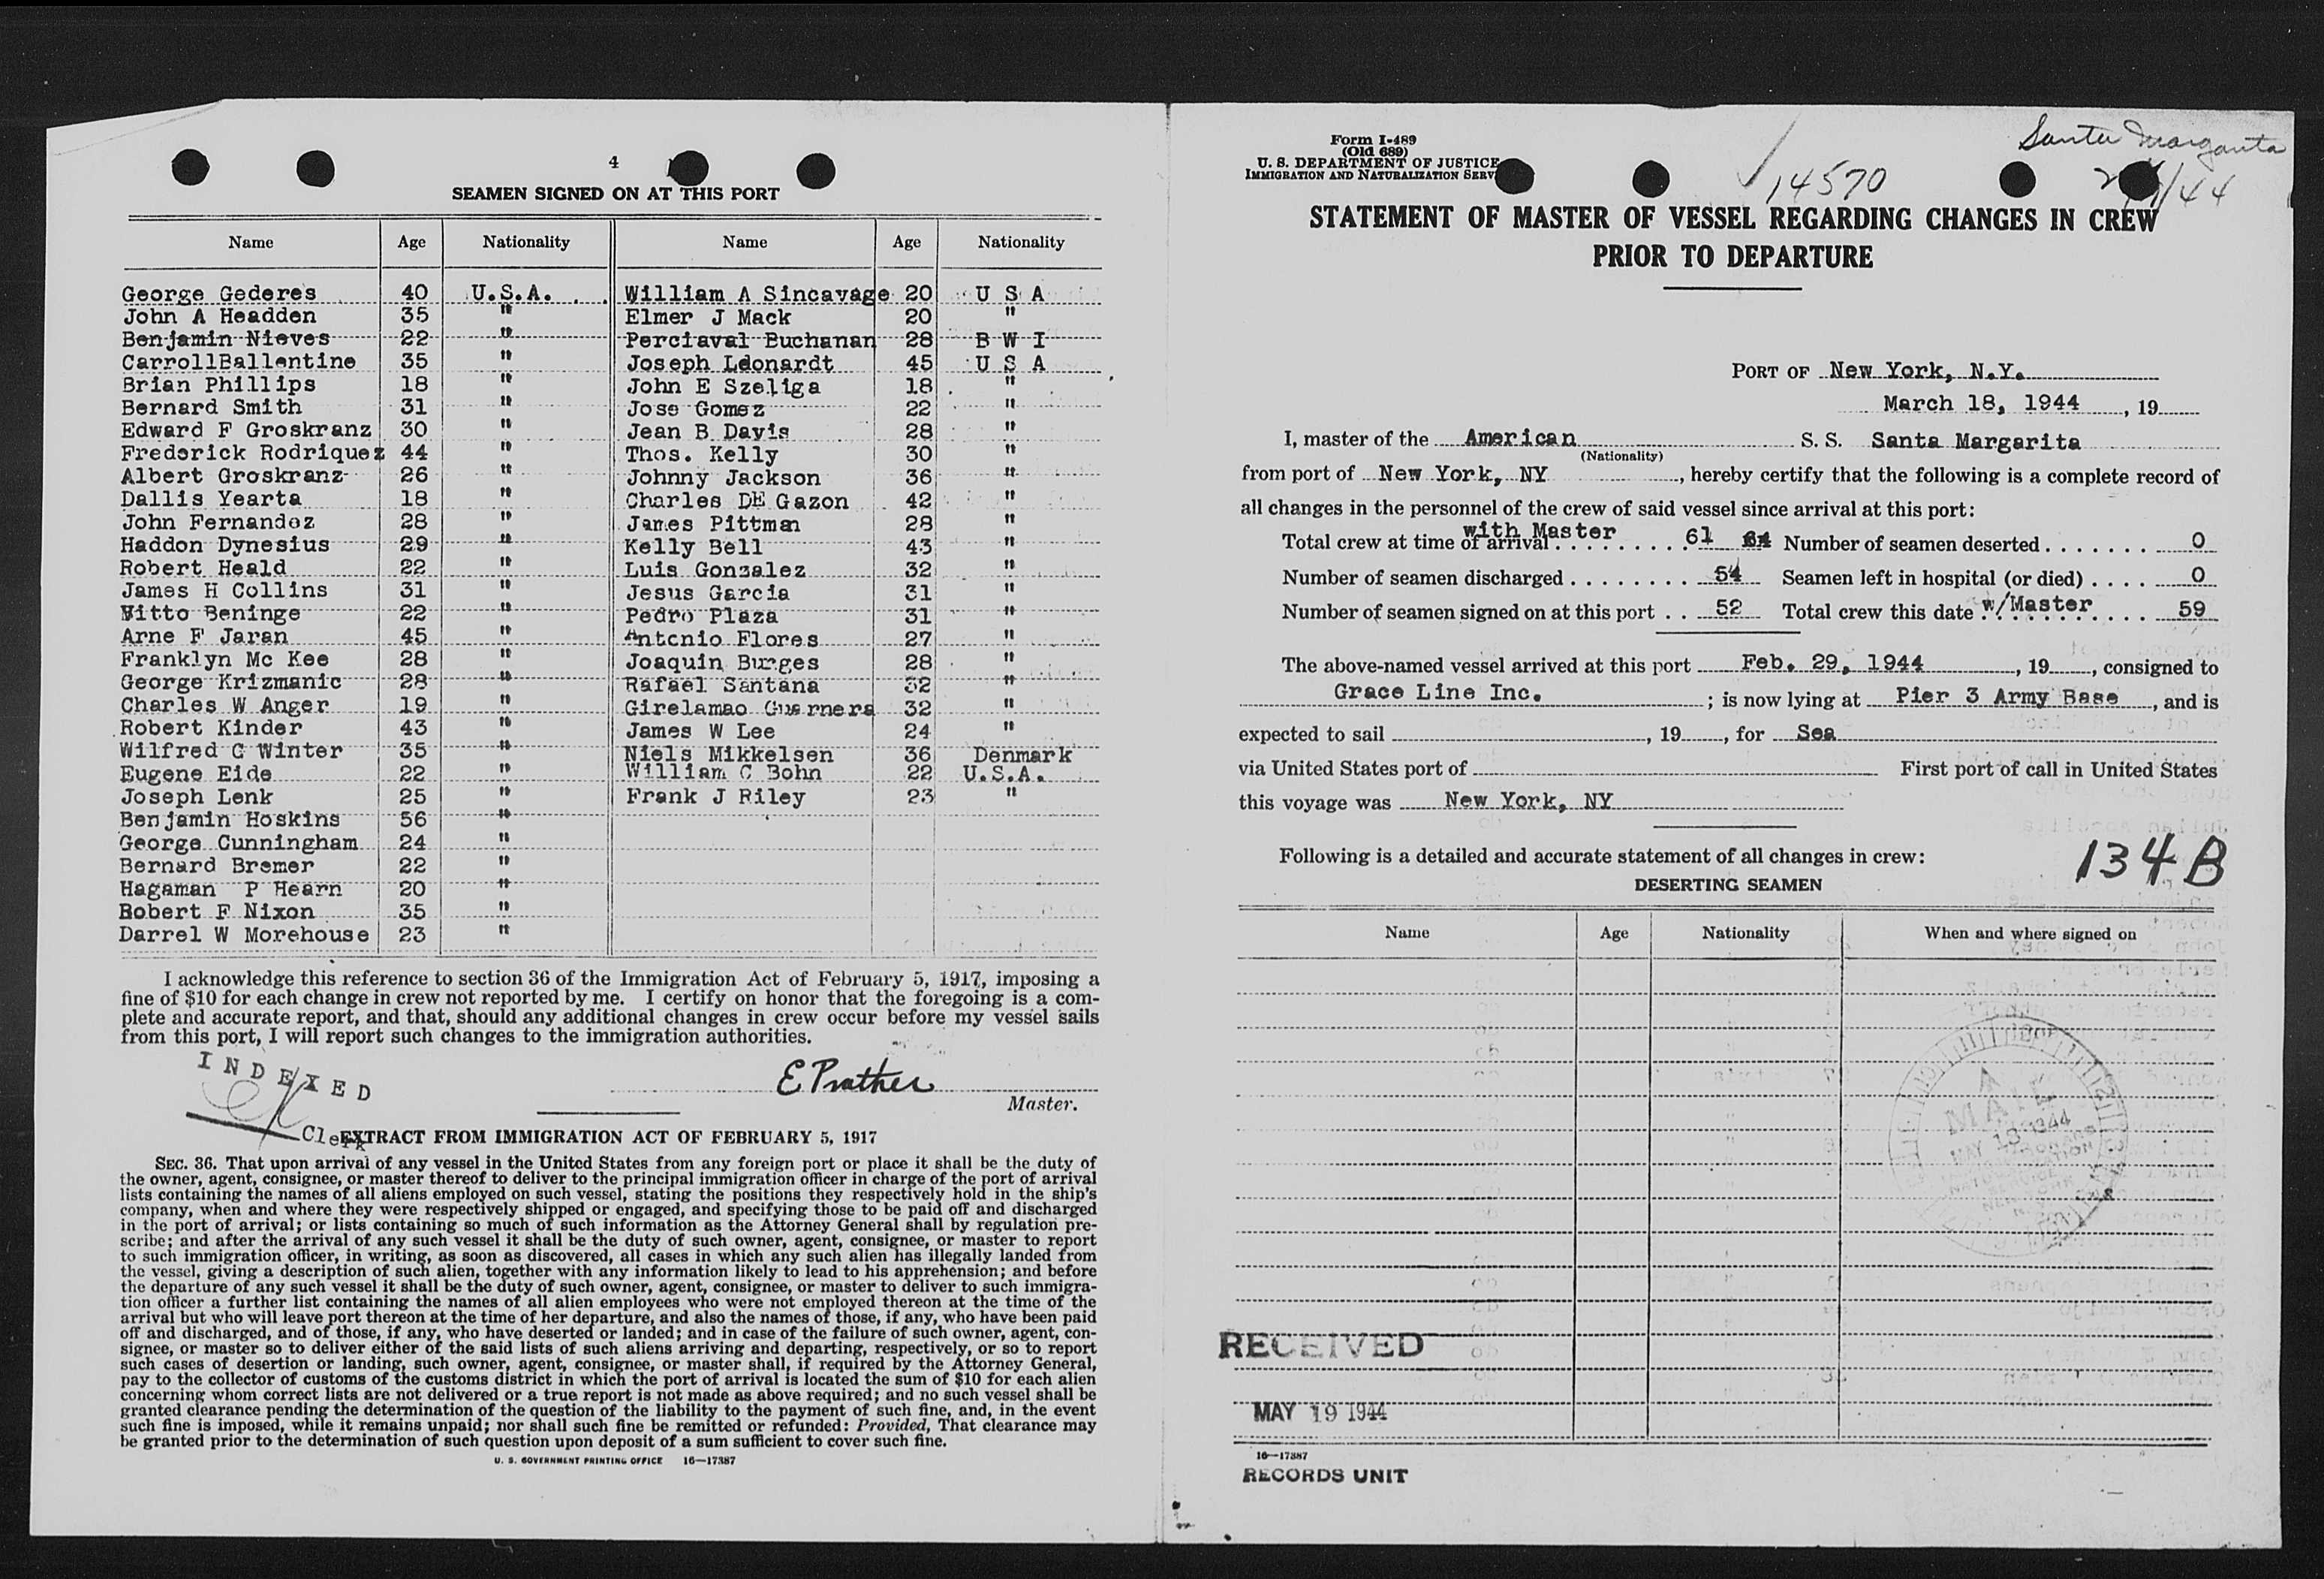 4
SEAMEN SIGNED ON AT THIS PORT
Name Age Nationality Name Age Nationality
George Gederes 40 U.S.A. William A Sincavage 20 U S A
John A Headden 35 " Elmer J Mack 20 "
Benjamin Nieves 22 " Perciaval Buchanan 28 B W I
CarrollBallentine 35 " Joseph Leonardt 45 U S A
Brian Phillips 18 " John E Szeliga 18 "
Bernard Smith 31 " Jose Gomez 22 "
Edward F Groskranz 30 " Jean B Davis 28 "
Frederick Rodriquez 44 " Thos. Kelly 30 "
Albert Groskranz 26 " Johnny Jackson 36 "
Dallis Yearta 18 " Charles DE Gazon 42 "
John Fernandez 28 " James Pittman 28 "
Haddon Dynesius 29 " Kelly Bell 43 "
Robert Heald 22 " Luis Gonzalez 32 "
James H Collins 31 " Jesus Garcia 31 "
Vitto Beninge 22 " Pedro Plaza 31 "
Arne F Jaran 45 " Antonio Flores 27 "
Franklyn Mc Kee 28 " Joaquin Burges 28 "
George Krizmanic 28 " Rafael Santana 32 "
Charles W Anger 19 " Girelamao Guernera 32 "
Robert Kinder 43 " James W Lee 24 "
Wilfred G Winter 35 " Niels Mikkelsen 36 Denmark
Eugene Eide 22 " William C Bohn 22 U.S.A.
Joseph Lenk 25 " Frank J Riley 23 "
Benjamin Hoskins 56 "
George Cunningham 24 "
Bernard Bremer 22 "
Hagaman P Hearn 20 "
Robert F Nixon 35 "
Darrel W Morehouse 23 "
I acknowledge this reference to section 36 of the Immigration Act of February 5, 1917, imposing a
fine of $10 for each change in crew not reported by me. I certify on honor that the foregoing is a com-
plete and accurate report, and that, should any additional changes in crew occur before my vessel sails
from this port, I will report such changes to the immigration authorities.
INDEXED
E Prather
Master.
Clerk
EXTRACT FROM IMMIGRATION ACT OF FEBRUARY 5, 1917
SEC. 36. That upon arrival of any vessel in the United States from any foreign port or place it shall be the duty of
the owner, agent, consignee, or master thereof to deliver to the principal immigration officer in charge of the port of arrival
lists containing the names of all aliens employed on such vessel, stating the positions they respectively hold in the ship's
company, when and where they were respectively shipped or engaged, and specifying those to be paid off and discharged
in the port of arrival; or lists containing so much of such information as the Attorney General shall by regulation pre-
scribe; and after the arrival of any such vessel it shall be the duty of such owner, agent, consignee, or master to report
to such immigration officer, in writing, as soon as discovered, all cases in which any such alien has illegally landed from
the vessel, giving a description of such alien, together with any information likely to lead to his apprehension; and before
the departure of any such vessel it shall be the duty of such owner, agent, consignee, or master to deliver to such immigra-
tion officer a further list containing the names of all alien employees who were not employed thereon at the time of the
arrival but who will leave port thereon at the time of her departure, and also the names of those, if any, who have been paid
off and discharged, and of those, if any, who have deserted or landed; and in case of the failure of such owner, agent, con-
signee, or master so to deliver either of the said lists of such aliens arriving and departing, respectively, or so to report
such cases of desertion or landing, such owner, agent, consignee, or master shall, if required by the Attorney General,
pay to the collector of customs of the customs district in which the port of arrival is located the sum of $10 for each alien
concerning whom correct lists are not delivered or a true report is not made as above required; and no such vessel shall be
granted clearance pending the determination of the question of the liability to the payment of such fine, and, in the event
such fine is imposed, while it remains unpaid; nor shall such fine be remitted or refunded: Provided, That clearance may
be granted prior to the determination of such question upon deposit of a sum sufficient to cover such fine.
U. S. GOVERNMENT PRINTING OFFICE 16—17387
Form I-489
(Old 689)
U. S. DEPARTMENT OF JUSTICE
IMMIGRATION AND NATURALIZATION SERV
14570
Santa Margarita
/44
STATEMENT OF MASTER OF VESSEL REGARDING CHANGES IN CREW
PRIOR TO DEPARTURE
PORT OF New York, N.Y.
March 18, 1944, 19
I, master of the American S. S. Santa Margarita
(Nationality)
from port of New York, NY, hereby certify that the following is a complete record of
all changes in the personnel of the crew of said vessel since arrival at this port:
with Master
Total crew at time of arrival 61 Number of seamen deserted 0
Number of seamen discharged 54 Seamen left in hospital (or died) 0
Number of seamen signed on at this port 52 Total crew this date w/Master 59
The above-named vessel arrived at this port Feb. 29, 1944, 19, consigned to
Grace Line Inc.; is now lying at Pier 3 Army Base, and is
expected to sail, 19, for Sea
via United States port of First port of call in United States
this voyage was New York, NY
Following is a detailed and accurate statement of all changes in crew:
134 B
DESERTING SEAMEN
Name Age Nationality When and where signed on
MAIL
MAY 13 1944
RECEIVED
MAY 19 1944
16—17387
RECORDS UNIT